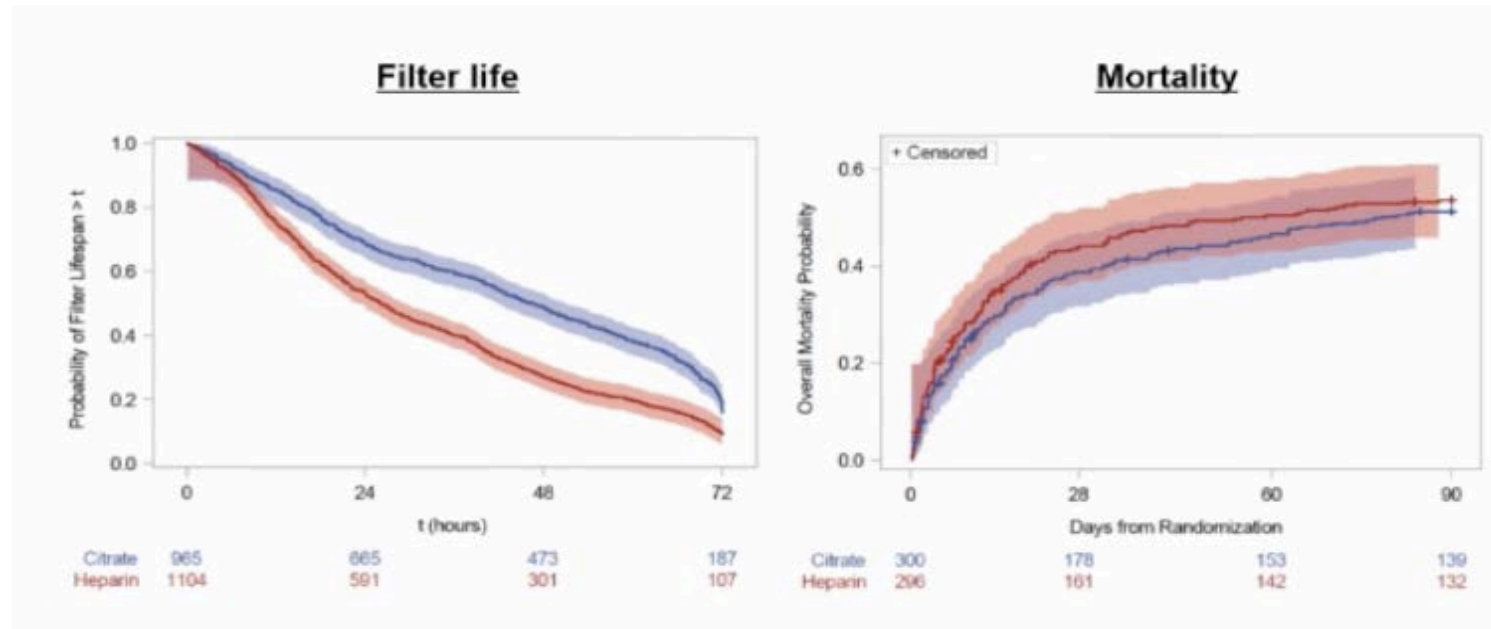 Filter life
Probability of Filter Lifespan > t
1.0
0.8
0.6
0.4
0.2
0.0
0 24 48 72
t (hours)
Citrate 965 665 473 187
Heparin 1104 591 301 107
Mortality
+ Censored
Overall Mortality Probability
0.6
0.4
0.2
0.0
0 28 60 90
Days from Randomization
Citrate 300 178 153 139
Heparin 296 161 142 132